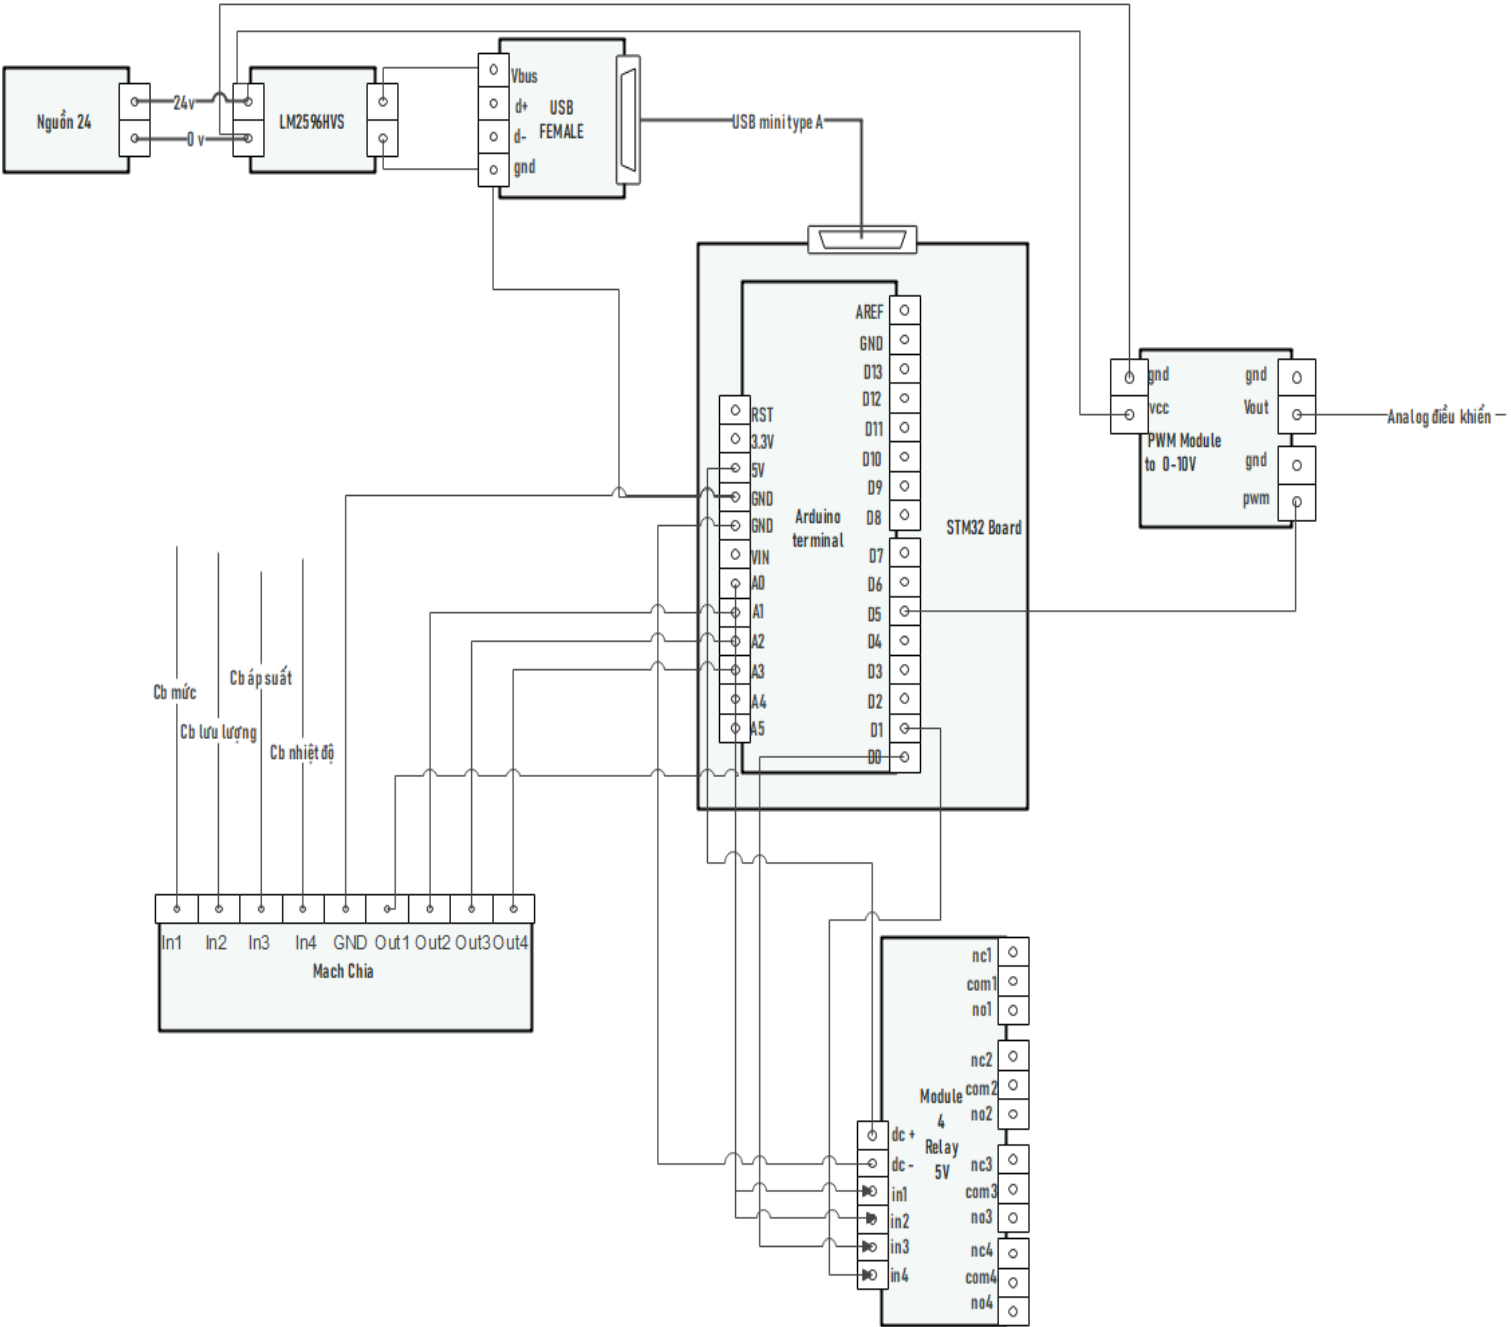 Nguồn 24
24v
0 v
LM2596HVS
Vbus
d+
d-
gnd
USB
FEMALE
USB mini type A
AREF
GND
D13
D12
D11
D10
D9
D8
D7
D6
D5
D4
D3
D2
D1
D0
RST
3.3V
5V
GND
GND
VIN
A0
A1
A2
A3
A4
A5
Arduino
terminal
STM32 Board
gnd
vcc
gnd
Vout
PWM Module
to 0-10V
gnd
pwm
Analog điều khiển
Cb mức
Cb lưu lượng
Cb áp suất
Cb nhiệt độ
In1 In2 In3 In4 GND Out1 Out2 Out3 Out4
Mach Chia
nc1
com1
no1
nc2
com2
no2
nc3
com3
no3
nc4
com4
no4
Module
4
Relay
5V
dc +
dc -
in1
in2
in3
in4